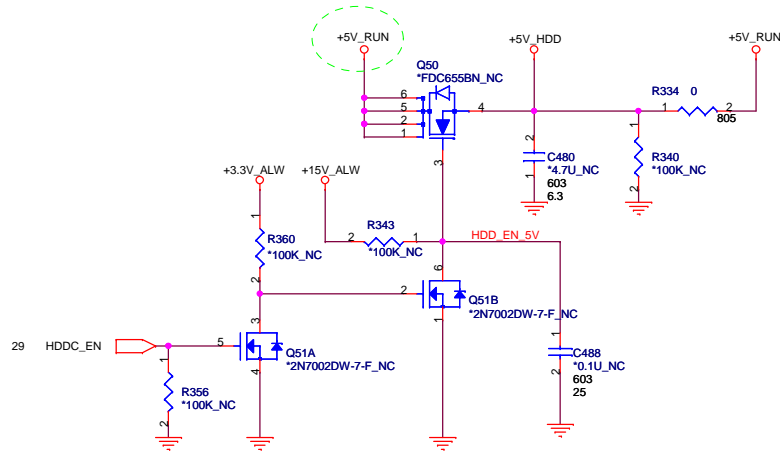 +5V_RUN
+5V_HDD
+5V_RUN
Q50
*FDC655BN_NC
6
5
2
1
4
3
R334 0
1
2
805
2
C480
*4.7U_NC
1
603
6.3
1
R340
*100K_NC
2
+3.3V_ALW
+15V_ALW
1
R360
*100K_NC
2
R343
2
1
*100K_NC
HDD_EN_5V
6
2
Q51B
*2N7002DW-7-F_NC
1
3
29 HDDC_EN
5
Q51A
*2N7002DW-7-F_NC
4
1
R356
*100K_NC
2
1
C488
*0.1U_NC
2
603
25